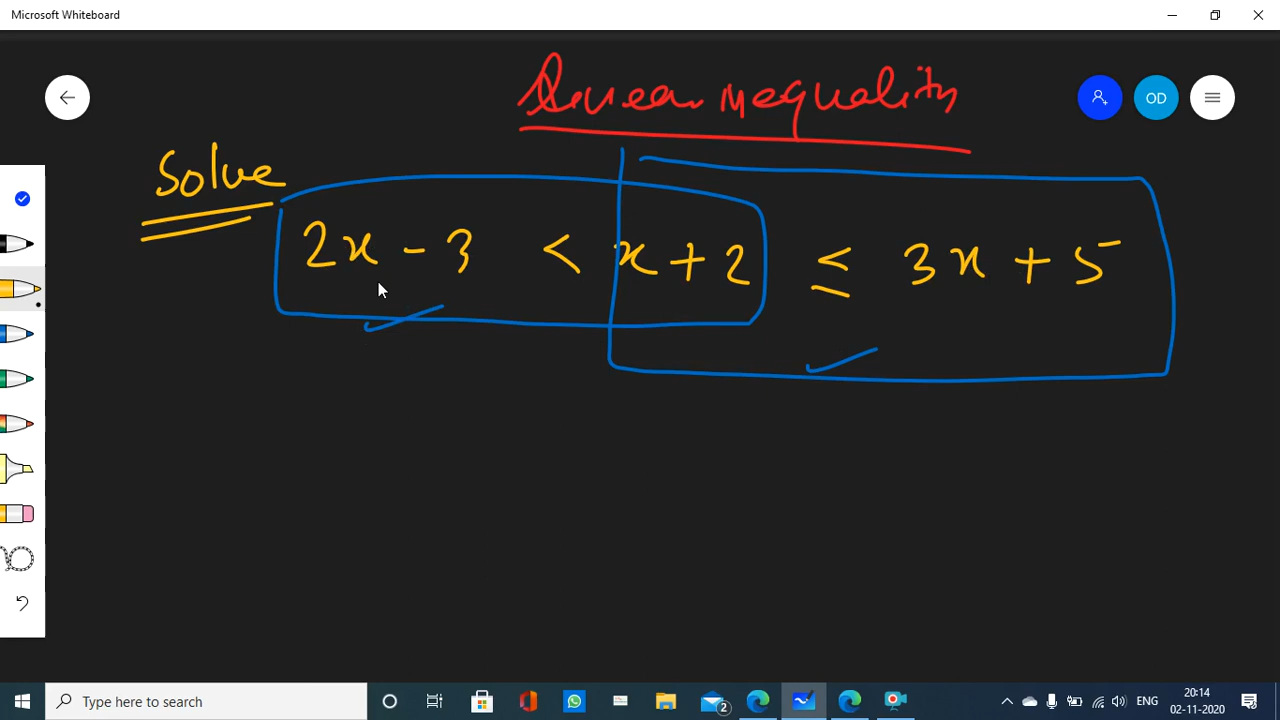 Microsoft Whiteboard
Linear inequality
OD
Solve
2x - 3 < x + 2 ≤ 3x + 5
Type here to search
2
ENG
20:14
02-11-2020